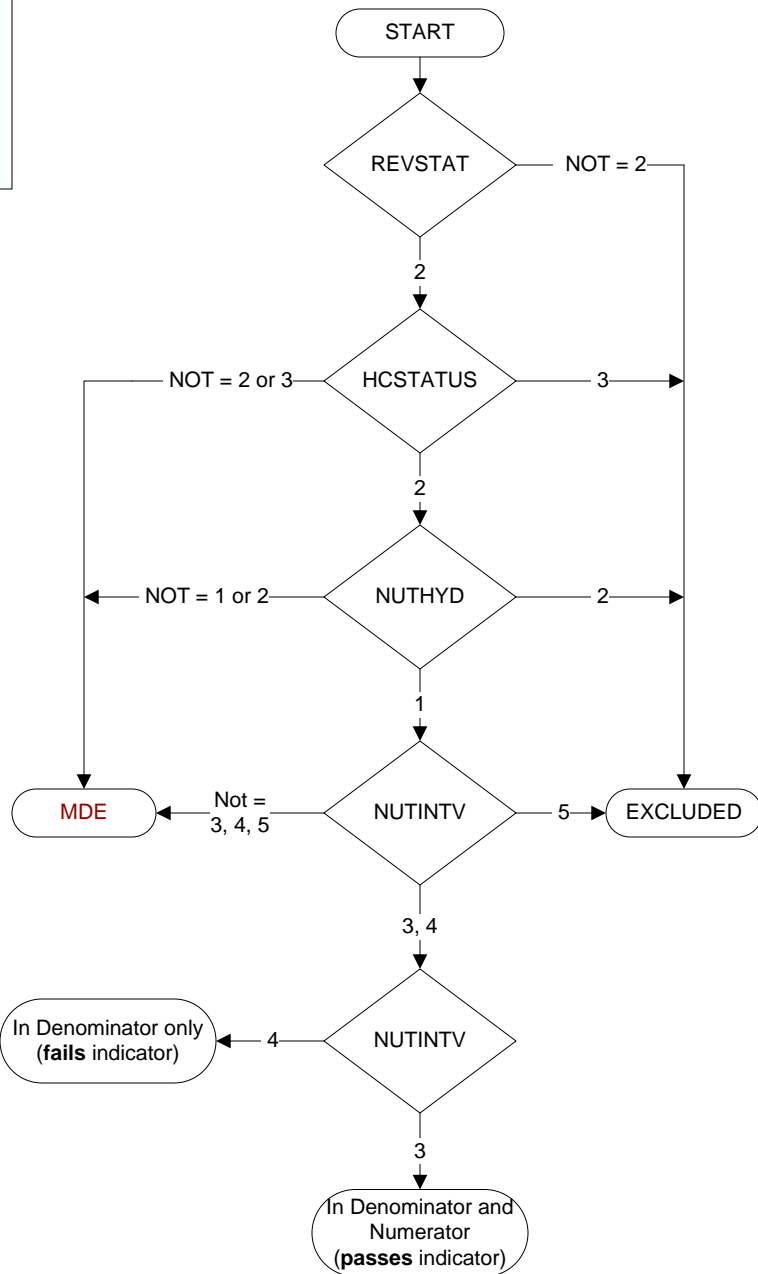 START
REVSTAT
NOT = 2
2
NOT = 2 or 3
HCSTATUS
3
2
NOT = 1 or 2
NUTHYD
2
1
MDE
Not =
3, 4, 5
NUTINTV
5
EXCLUDED
3, 4
In Denominator only
(fails indicator)
4
NUTINTV
3
In Denominator and
Numerator
(passes indicator)